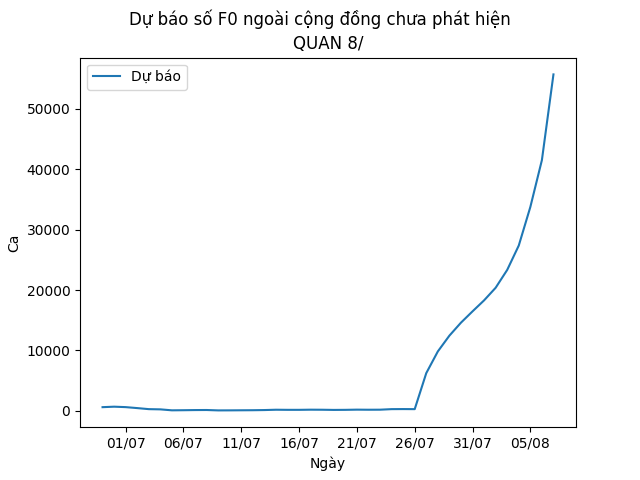 Dự báo số F0 ngoài cộng đồng chưa phát hiện
QUAN 8/
Dự báo
50000
40000
30000
20000
10000
0
Ca
01/07 06/07 11/07 16/07 21/07 26/07 31/07 05/08
Ngày